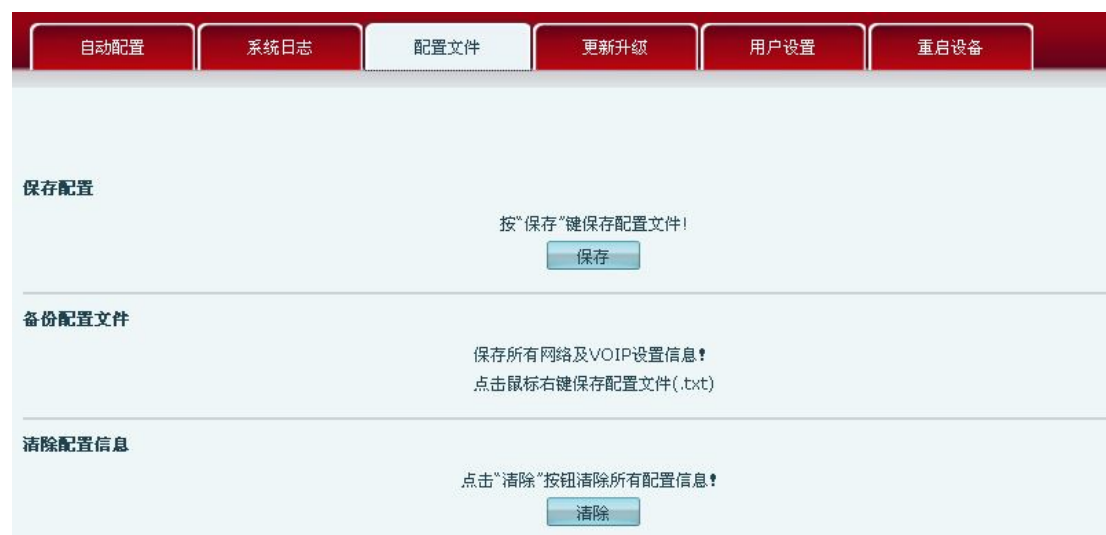 自动配置 系统日志 配置文件 更新升级 用户设置 重启设备
保存配置
按“保存”键保存配置文件!
保存
备份配置文件
保存所有网络及VOIP设置信息!
点击鼠标右键保存配置文件(.txt)
清除配置信息
点击“清除”按钮清除所有配置信息!
清除